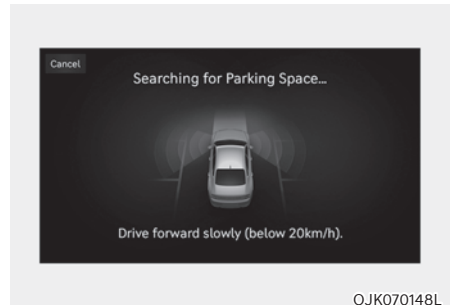 Cancel
Searching for Parking Space...
Drive forward slowly (below 20km/h).
OJK070148L